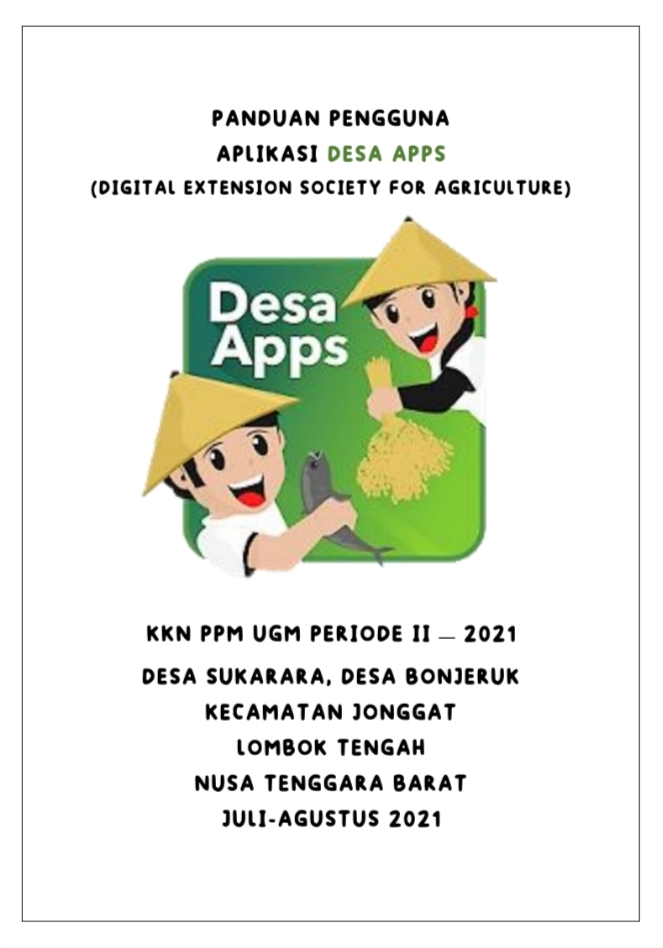 PANDUAN PENGGUNA
APLIKASI DESA APPS
(DIGITAL EXTENSION SOCIETY FOR AGRICULTURE)
Desa
Apps
KKN PPM UGM PERIODE II — 2021
DESA SUKARARA, DESA BONJERUK
KECAMATAN JONGGAT
LOMBOK TENGAH
NUSA TENGGARA BARAT
JULI-AGUSTUS 2021